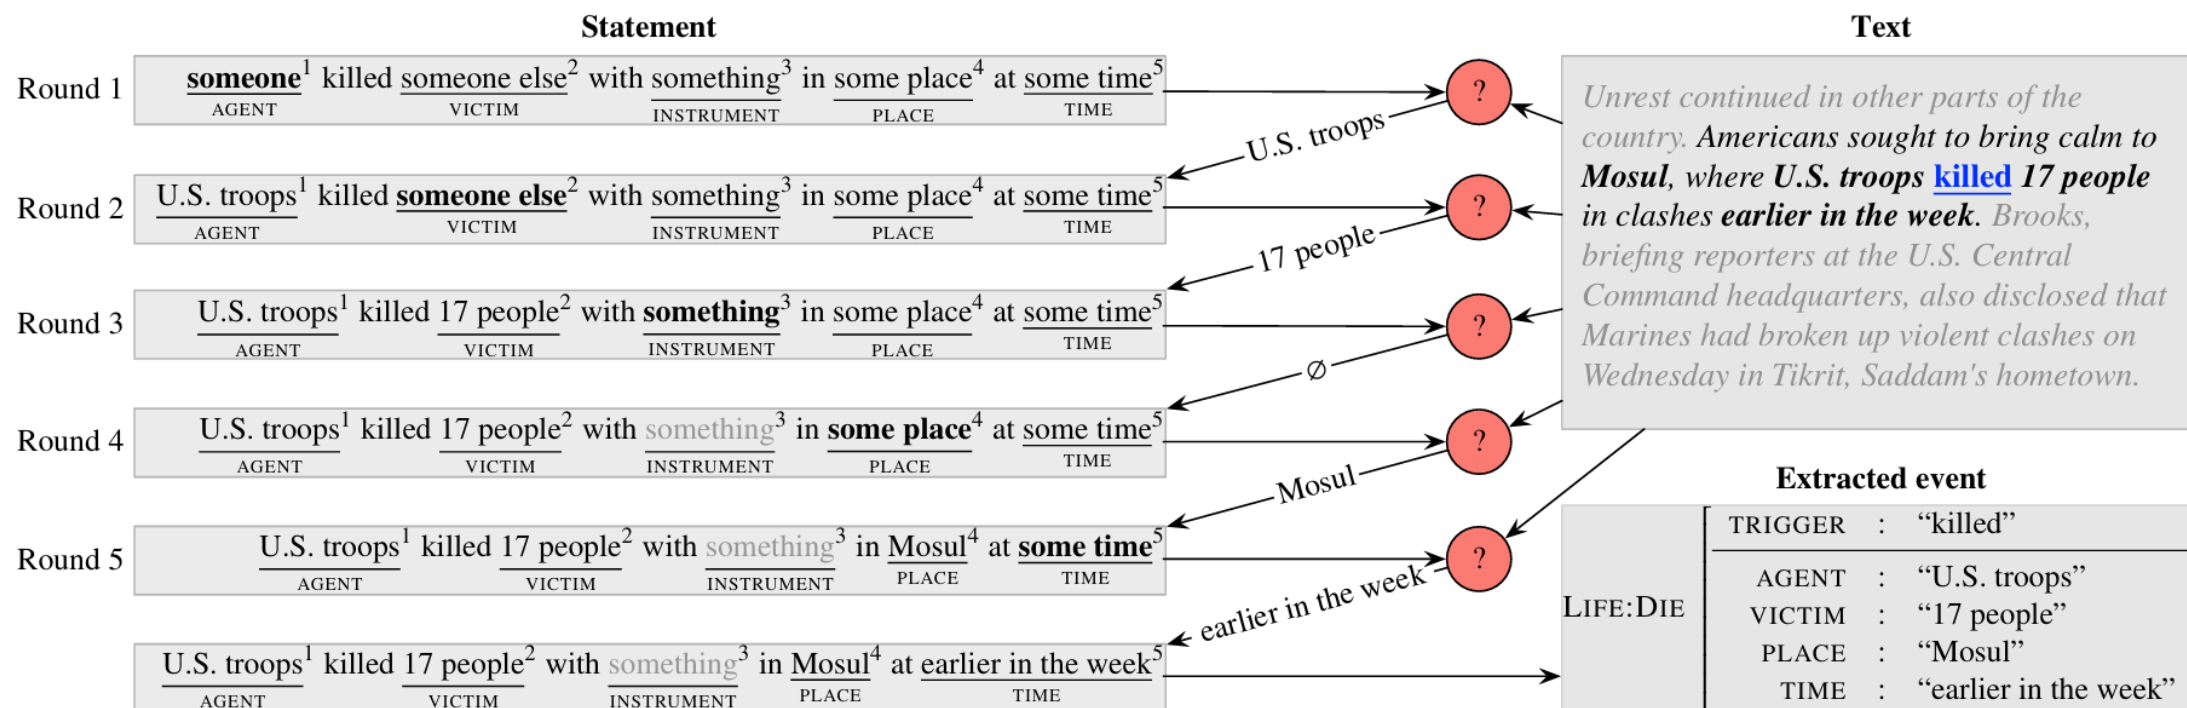 Statement
Round 1
someone¹ killed someone else² with something³ in some place⁴ at some time⁵
AGENT VICTIM INSTRUMENT PLACE TIME
?
U.S. troops
Round 2
U.S. troops¹ killed someone else² with something³ in some place⁴ at some time⁵
AGENT VICTIM INSTRUMENT PLACE TIME
?
17 people
Round 3
U.S. troops¹ killed 17 people² with something³ in some place⁴ at some time⁵
AGENT VICTIM INSTRUMENT PLACE TIME
?
∅
Round 4
U.S. troops¹ killed 17 people² with something³ in some place⁴ at some time⁵
AGENT VICTIM INSTRUMENT PLACE TIME
?
Mosul
Round 5
U.S. troops¹ killed 17 people² with something³ in Mosul⁴ at some time⁵
AGENT VICTIM INSTRUMENT PLACE TIME
?
earlier in the week
U.S. troops¹ killed 17 people² with something³ in Mosul⁴ at earlier in the week⁵
AGENT VICTIM INSTRUMENT PLACE TIME
Text
Unrest continued in other parts of the
country. Americans sought to bring calm to
Mosul, where U.S. troops killed 17 people
in clashes earlier in the week. Brooks,
briefing reporters at the U.S. Central
Command headquarters, also disclosed that
Marines had broken up violent clashes on
Wednesday in Tikrit, Saddam's hometown.
Extracted event
LIFE:DIE
TRIGGER : “killed”
AGENT : “U.S. troops”
VICTIM : “17 people”
PLACE : “Mosul”
TIME : “earlier in the week”